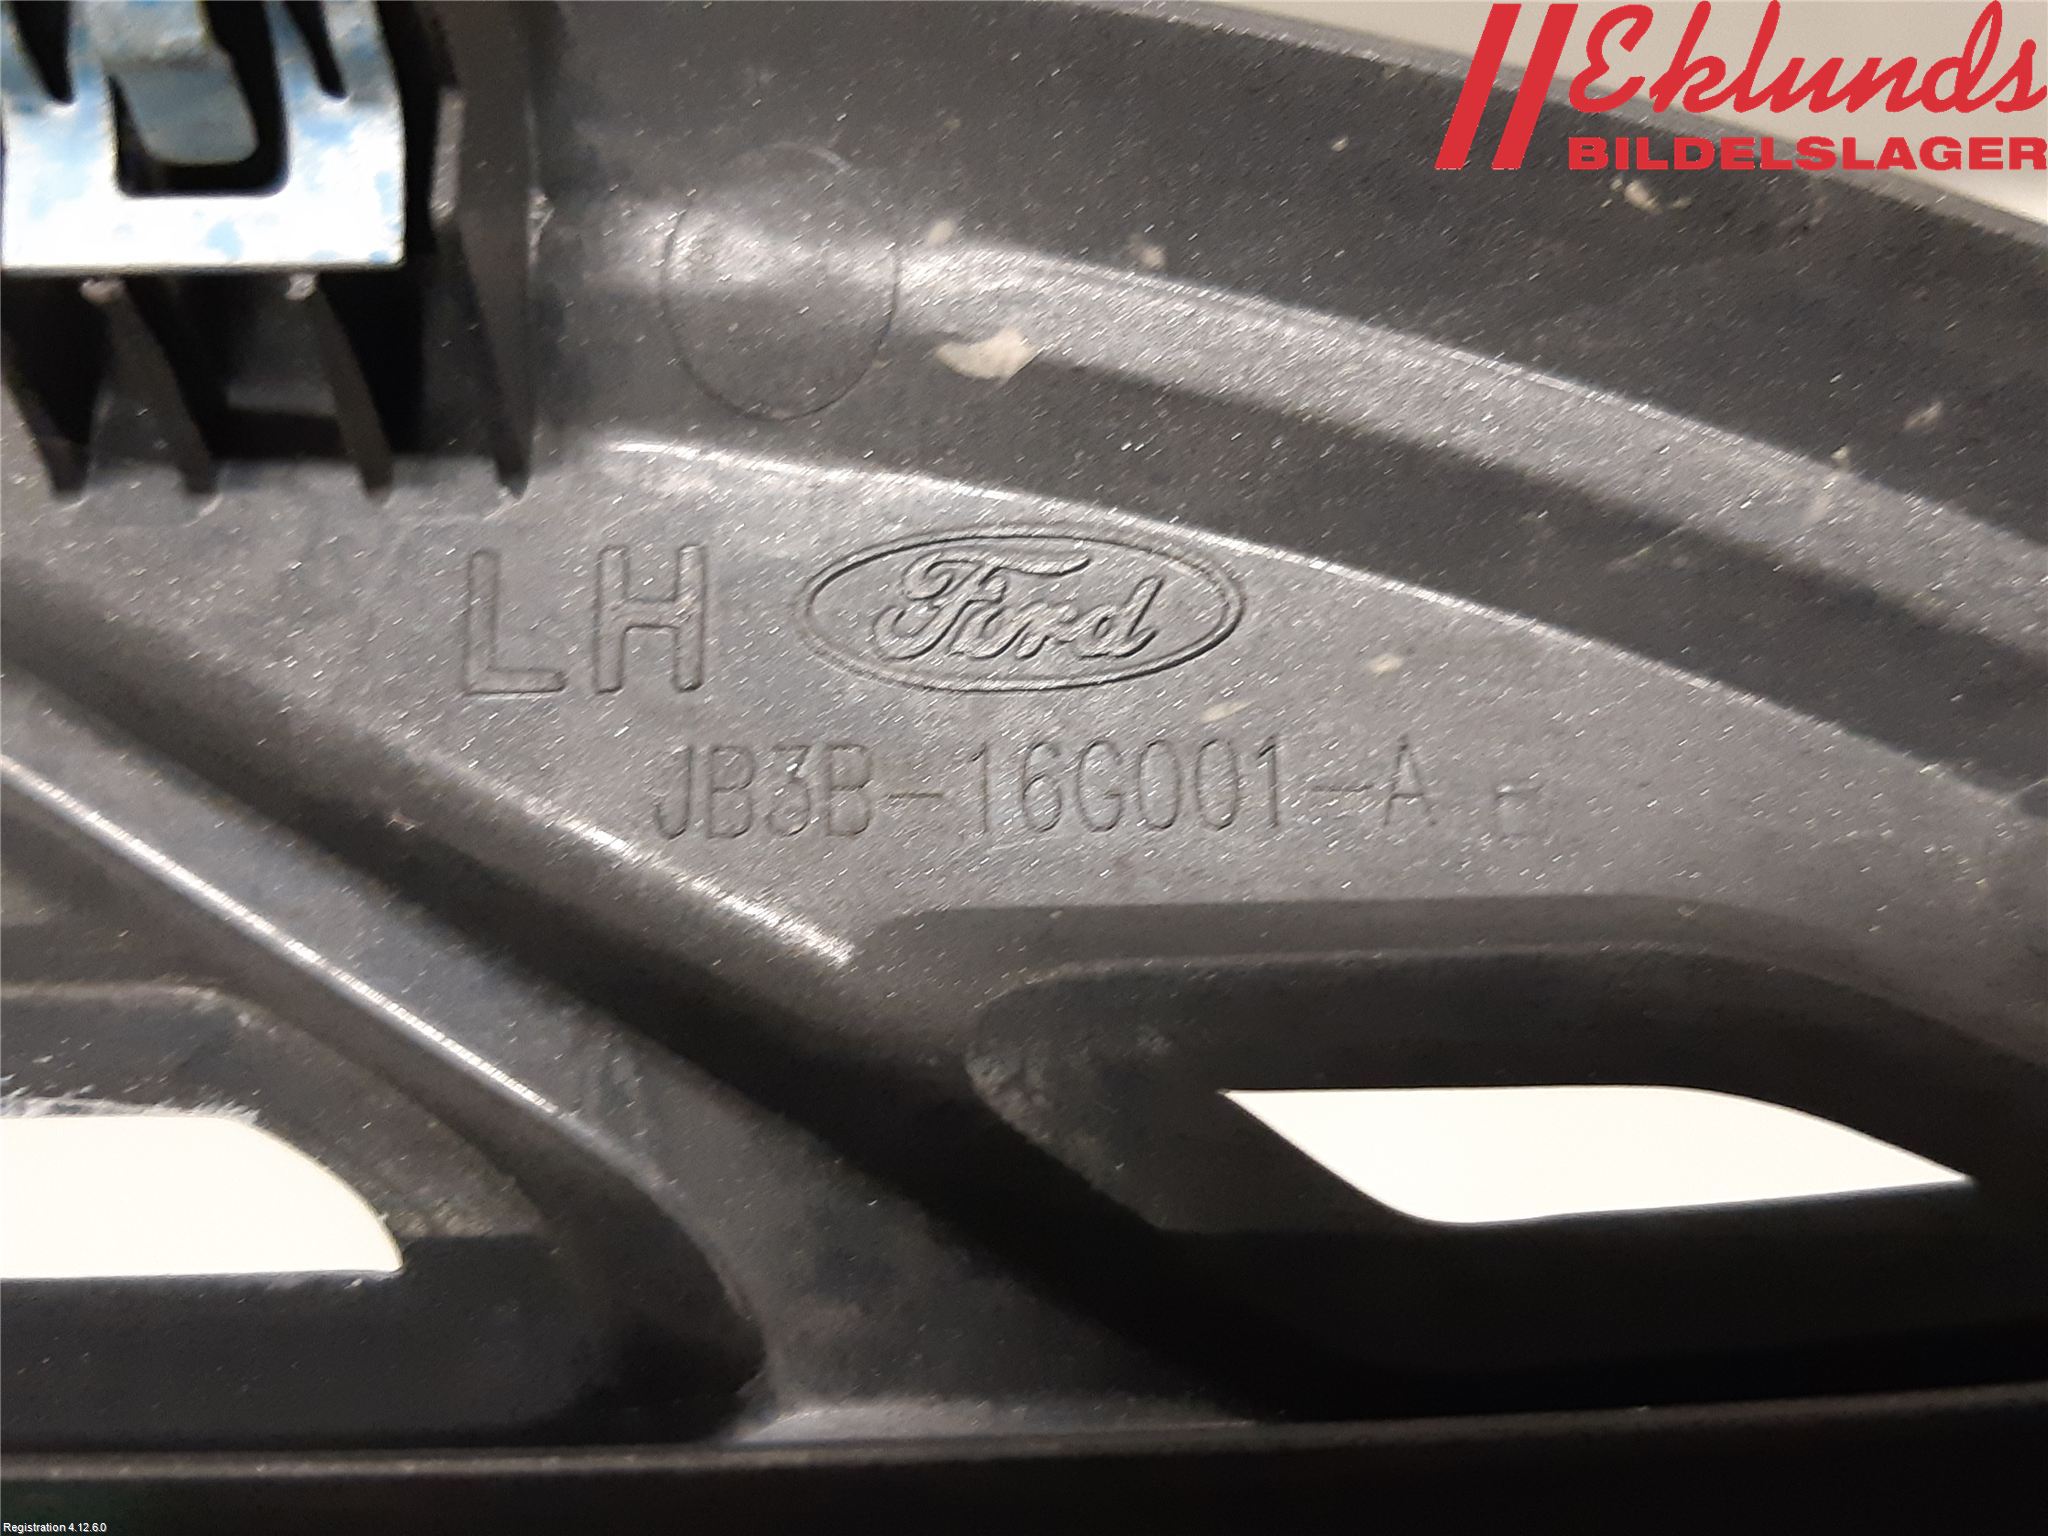 Eklunds
BILDELSLAGER
LH Ford
JB3B-16G001-A
Registration 4.12.6.0